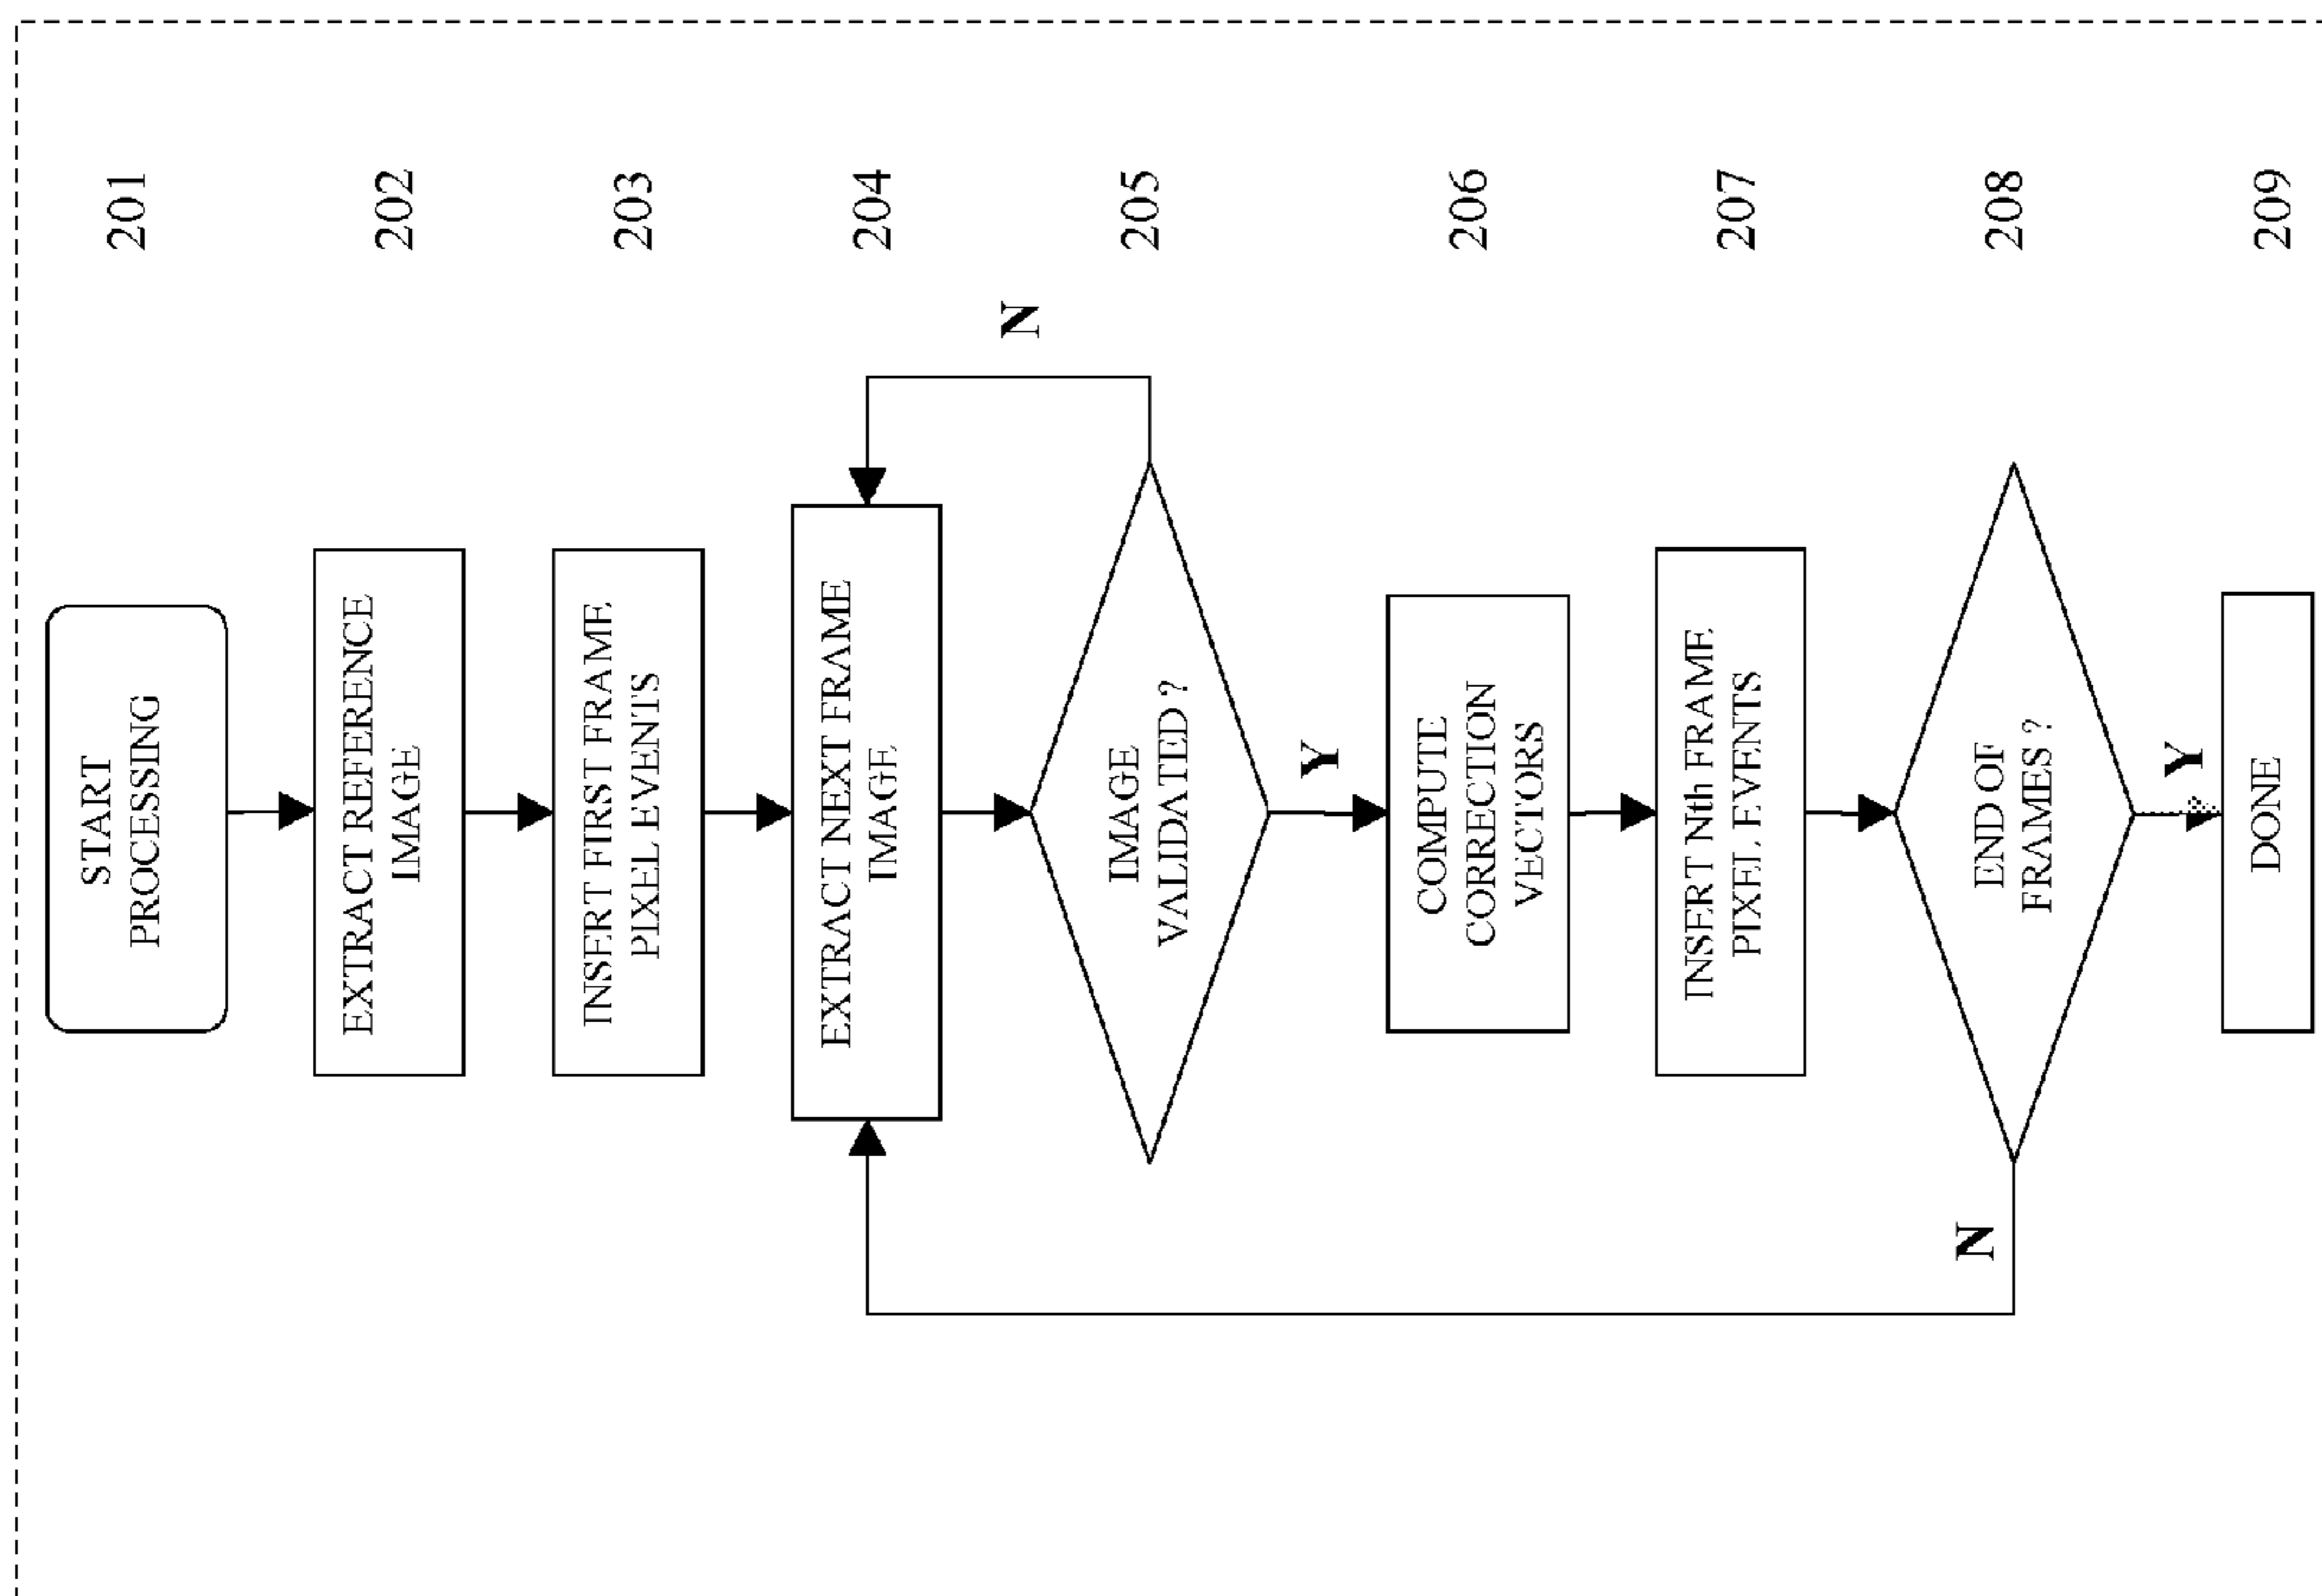 START
PROCESSING
201
EXTRACT REFERENCE
IMAGE
202
INSERT FIRST FRAME
PIXEL EVENTS
203
EXTRACT NEXT FRAME
IMAGE
204
N
IMAGE
VALIDATED ?
205
Y
COMPUTE
CORRECTION
VECTORS
206
INSERT Nth FRAME
PIXEL EVENTS
207
END OF
FRAMES ?
208
N
Y
DONE
209